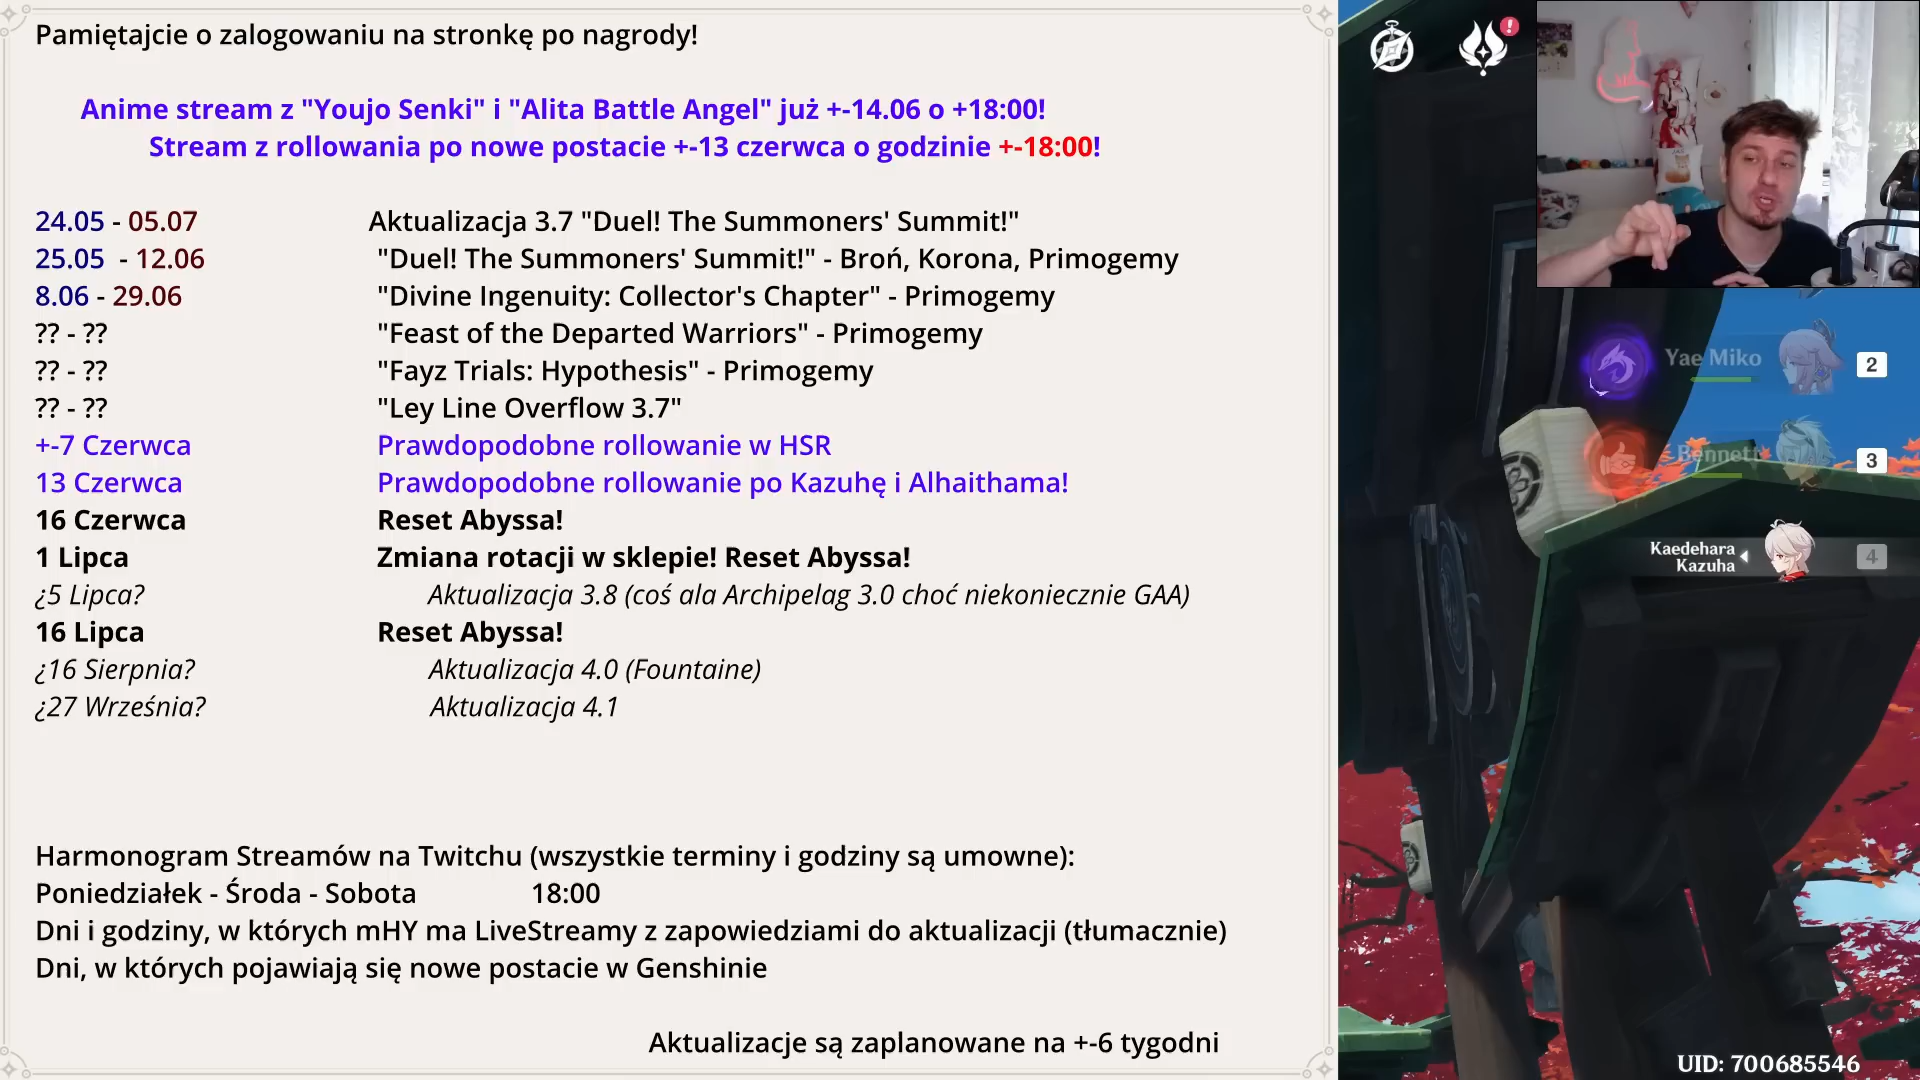 Pamiętajcie o zalogowaniu na stronkę po nagrody!
Anime stream z "Youjo Senki" i "Alita Battle Angel" już +-14.06 o +18:00!
Stream z rollowania po nowe postacie +-13 czerwca o godzinie +-18:00!
24.05 - 05.07 Aktualizacja 3.7 "Duel! The Summoners' Summit!"
25.05 - 12.06 "Duel! The Summoners' Summit!" - Broń, Korona, Primogemy
8.06 - 29.06 "Divine Ingenuity: Collector's Chapter" - Primogemy
?? - ?? "Feast of the Departed Warriors" - Primogemy
?? - ?? "Fayz Trials: Hypothesis" - Primogemy
?? - ?? "Ley Line Overflow 3.7"
+-7 Czerwca Prawdopodobne rollowanie w HSR
13 Czerwca Prawdopodobne rollowanie po Kazuhę i Alhaithama!
16 Czerwca Reset Abyssa!
1 Lipca Zmiana rotacji w sklepie! Reset Abyssa!
¿5 Lipca? Aktualizacja 3.8 (coś ala Archipelag 3.0 choć niekoniecznie GAA)
16 Lipca Reset Abyssa!
¿16 Sierpnia? Aktualizacja 4.0 (Fountaine)
¿27 Września? Aktualizacja 4.1
Harmonogram Streamów na Twitchu (wszystkie terminy i godziny są umowne):
Poniedziałek - Środa - Sobota 18:00
Dni i godziny, w których mHY ma LiveStreamy z zapowiedziami do aktualizacji (tłumacznie)
Dni, w których pojawiają się nowe postacie w Genshinie
Aktualizacje są zaplanowane na +-6 tygodni
Yae Miko 2
Bennett 3
Kaedehara
Kazuha 4
UID: 700685546